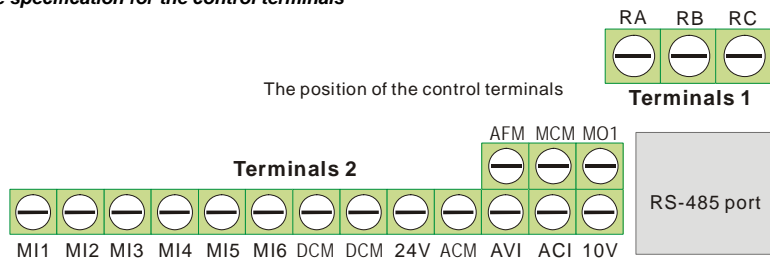 specification for the control terminals
RA RB RC
The position of the control terminals
Terminals 1
AFM MCM MO1
Terminals 2
RS-485 port
MI1 MI2 MI3 MI4 MI5 MI6 DCM DCM 24V ACM AVI ACI 10V